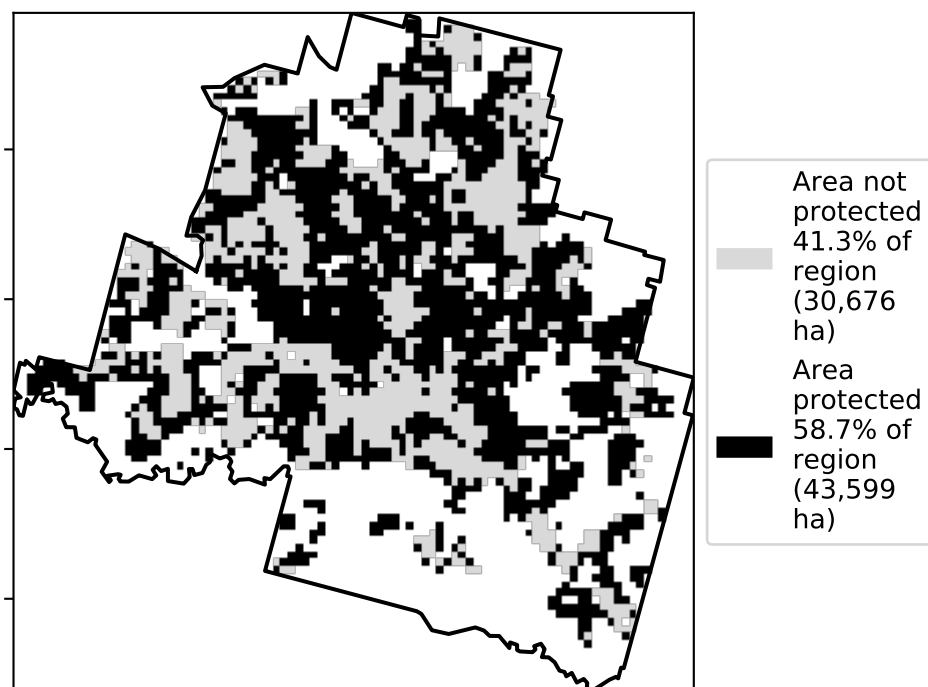 Area not
protected
41.3% of
region
(30,676
ha)
Area
protected
58.7% of
region
(43,599
ha)